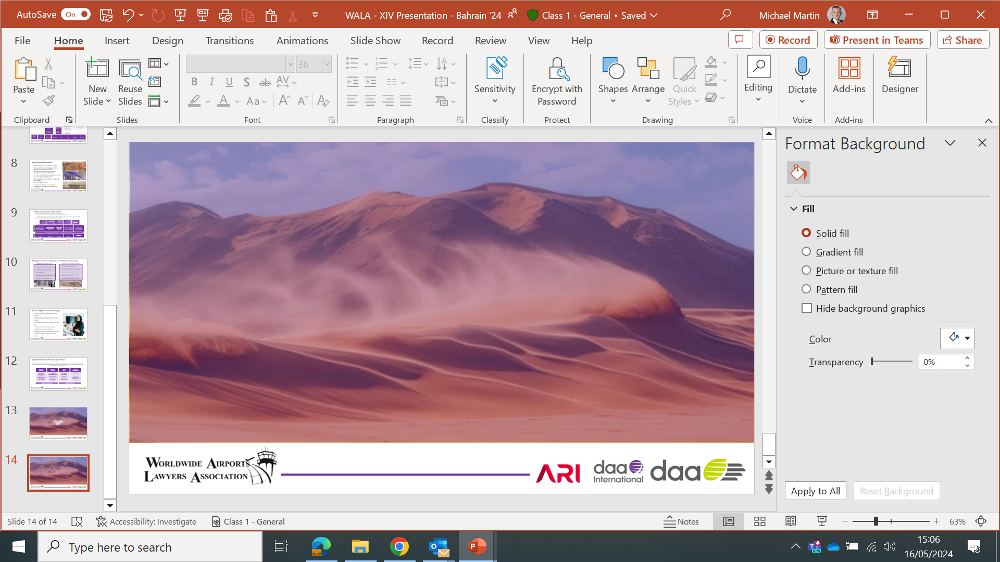 AutoSave On WALA - XIV Presentation - Bahrain '24 Class 1 - General • Saved Michael Martin
File Home Insert Design Transitions Animations Slide Show Record Review View Help Record Present in Teams Share
36
B I U S ab AV
Aa A A A
Paste New Slide Reuse Slides Sensitivity Encrypt with Password Shapes Arrange Quick Styles Editing Dictate Add-ins Designer
Clipboard Slides Font Paragraph Classify Protect Drawing Voice Add-ins
Format Background
Fill
Solid fill
Gradient fill
Picture or texture fill
Pattern fill
Hide background graphics
Color
Transparency 0%
Apply to All Reset Background
8
9
10
11
12
13
14
WORLDWIDE AIRPORTS
LAWYERS ASSOCIATION
ARI
daa
International
daa
Slide 14 of 14 Accessibility: Investigate Class 1 - General Notes 63%
Type here to search
15:06
16/05/2024